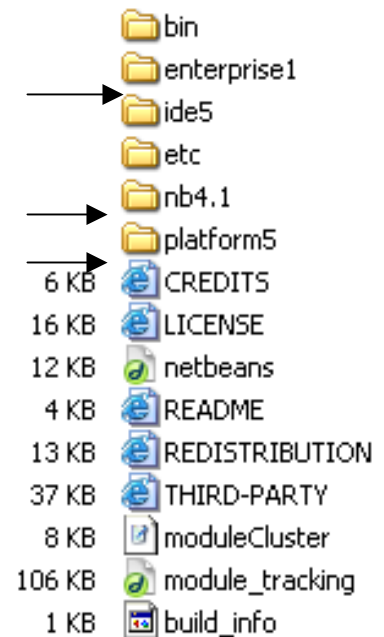 bin
enterprise1
ide5
etc
nb4.1
platform5
6 KB CREDITS
16 KB LICENSE
12 KB netbeans
4 KB README
13 KB REDISTRIBUTION
37 KB THIRD-PARTY
8 KB moduleCluster
106 KB module_tracking
1 KB build_info